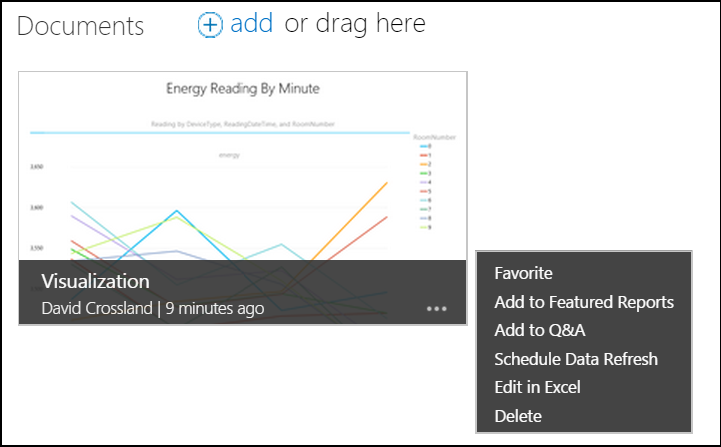 Documents
add or drag here
Energy Reading By Minute
Reading by DeviceType, ReadingDateTime, and RoomNumber
RoomNumber
energy
0
1
2
3
4
5
6
7
8
9
3,650
3,600
3,550
Visualization
David Crossland | 9 minutes ago
Favorite
Add to Featured Reports
Add to Q&A
Schedule Data Refresh
Edit in Excel
Delete